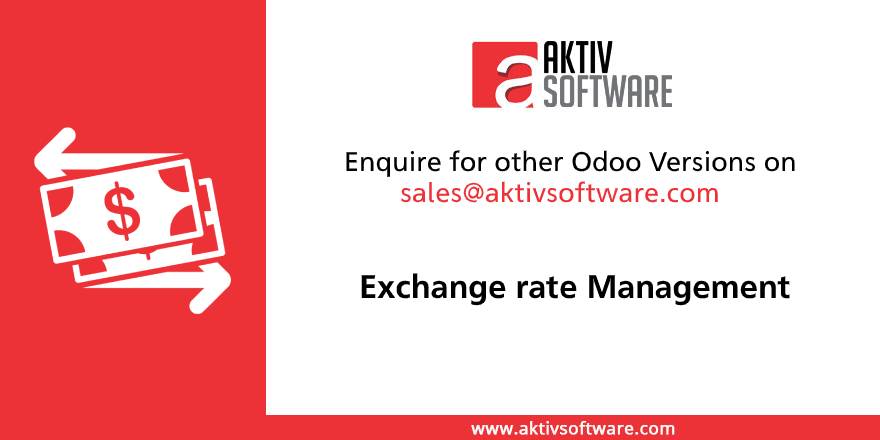 a AKTIV
SOFTWARE
Enquire for other Odoo Versions on
sales@aktivsoftware.com
$
Exchange rate Management
www.aktivsoftware.com